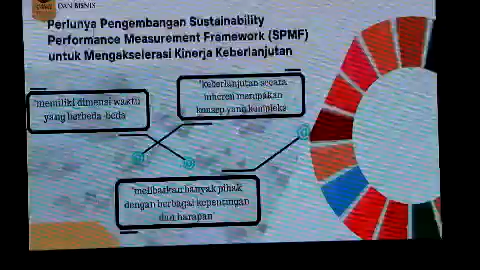 DAN BISNIS
Perlunya Pengembangan Sustainability
Performance Measurement Framework (SPMF)
untuk Mengakselerasi Kinerja Keberlanjutan
"keberlanjutan secara
inheren merupakan
konsep yang kompleks
"memiliki dimensi waktu
yang berbeda-beda
"melibatkan banyak pihak
dengan berbagai kepentingan
dan harapan"